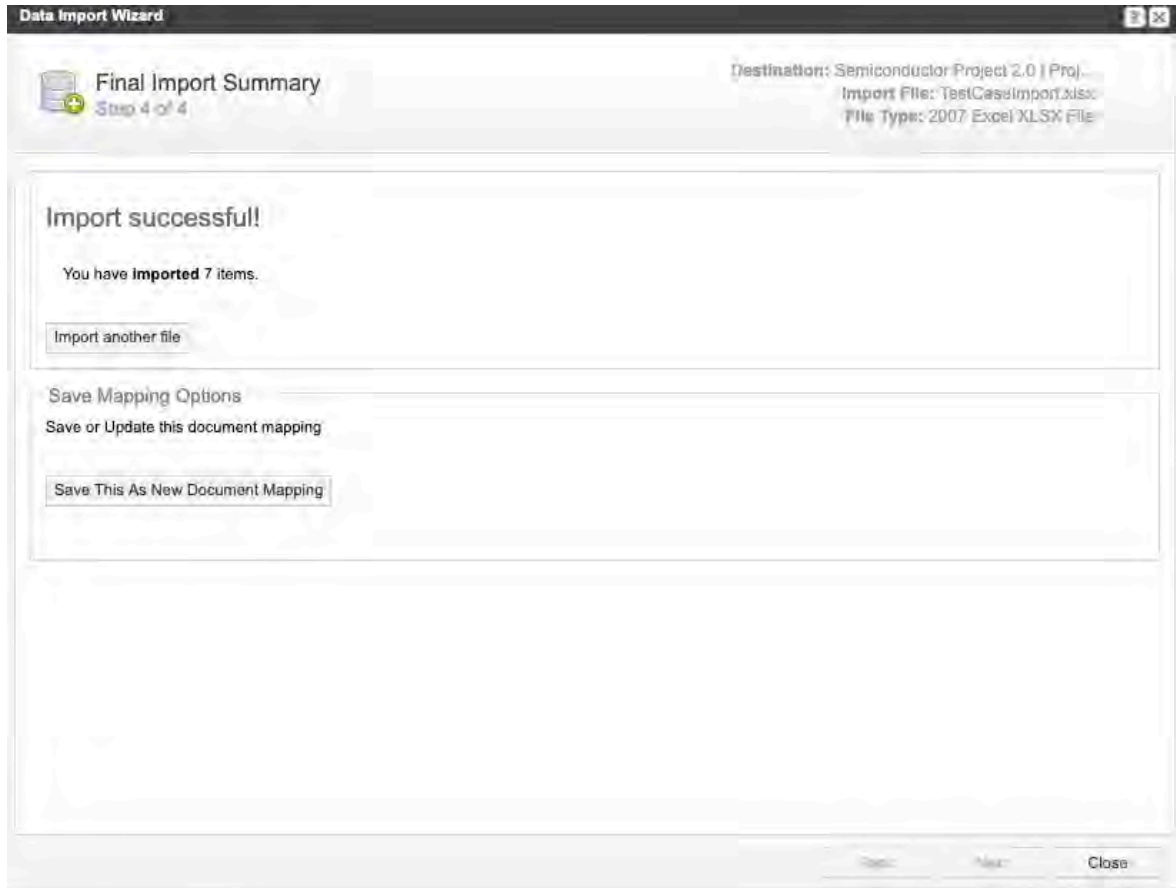 Data Import Wizard
Final Import Summary
Step 4 of 4
Destination: Semiconductor Project 2.0 | Proj...
Import File: TestCaseImport.xlsx
File Type: 2007 Excel XLSX File
Import successful!
You have imported 7 items.
Import another file
Save Mapping Options
Save or Update this document mapping
Save This As New Document Mapping
Next
Close